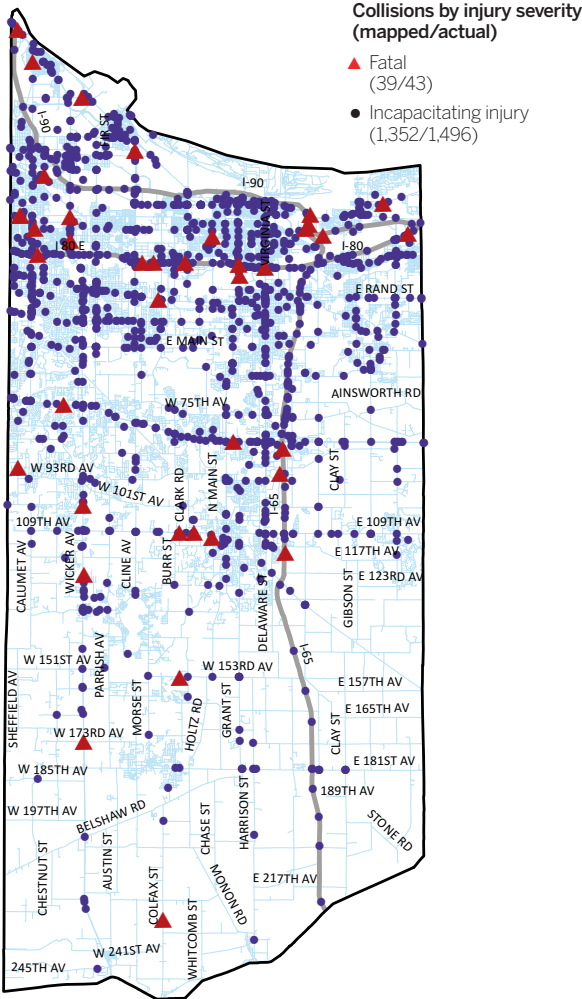 Collisions by injury severity
(mapped/actual)
Fatal
(39/43)
Incapacitating injury
(1,352/1,496)
I-90
FIR ST
I-90
VIRGINIA ST
I 80 E
I-80
E RAND ST
E MAIN ST
AINSWORTH RD
W 75TH AV
W 93RD AV
W 101ST AV
CLARK RD
N MAIN ST
CLAY ST
I-65
109TH AV
E 109TH AV
E 117TH AV
E 123RD AV
CALUMET AV
WICKER AV
CLINE AV
BURR ST
DELAWARE ST
GIBSON ST
I-65
W 151ST AV
PARRISH AV
W 153RD AV
E 157TH AV
SHEFFIELD AV
MORSE ST
HOLTZ RD
GRANT ST
E 165TH AV
CLAY ST
W 173RD AV
W 185TH AV
E 181ST AV
189TH AV
W 197TH AV
BELSHAW RD
CHASE ST
HARRISON ST
STONE RD
CHESTNUT ST
AUSTIN ST
COLFAX ST
WHITCOMB ST
MONON RD
E 217TH AV
W 241ST AV
245TH AV